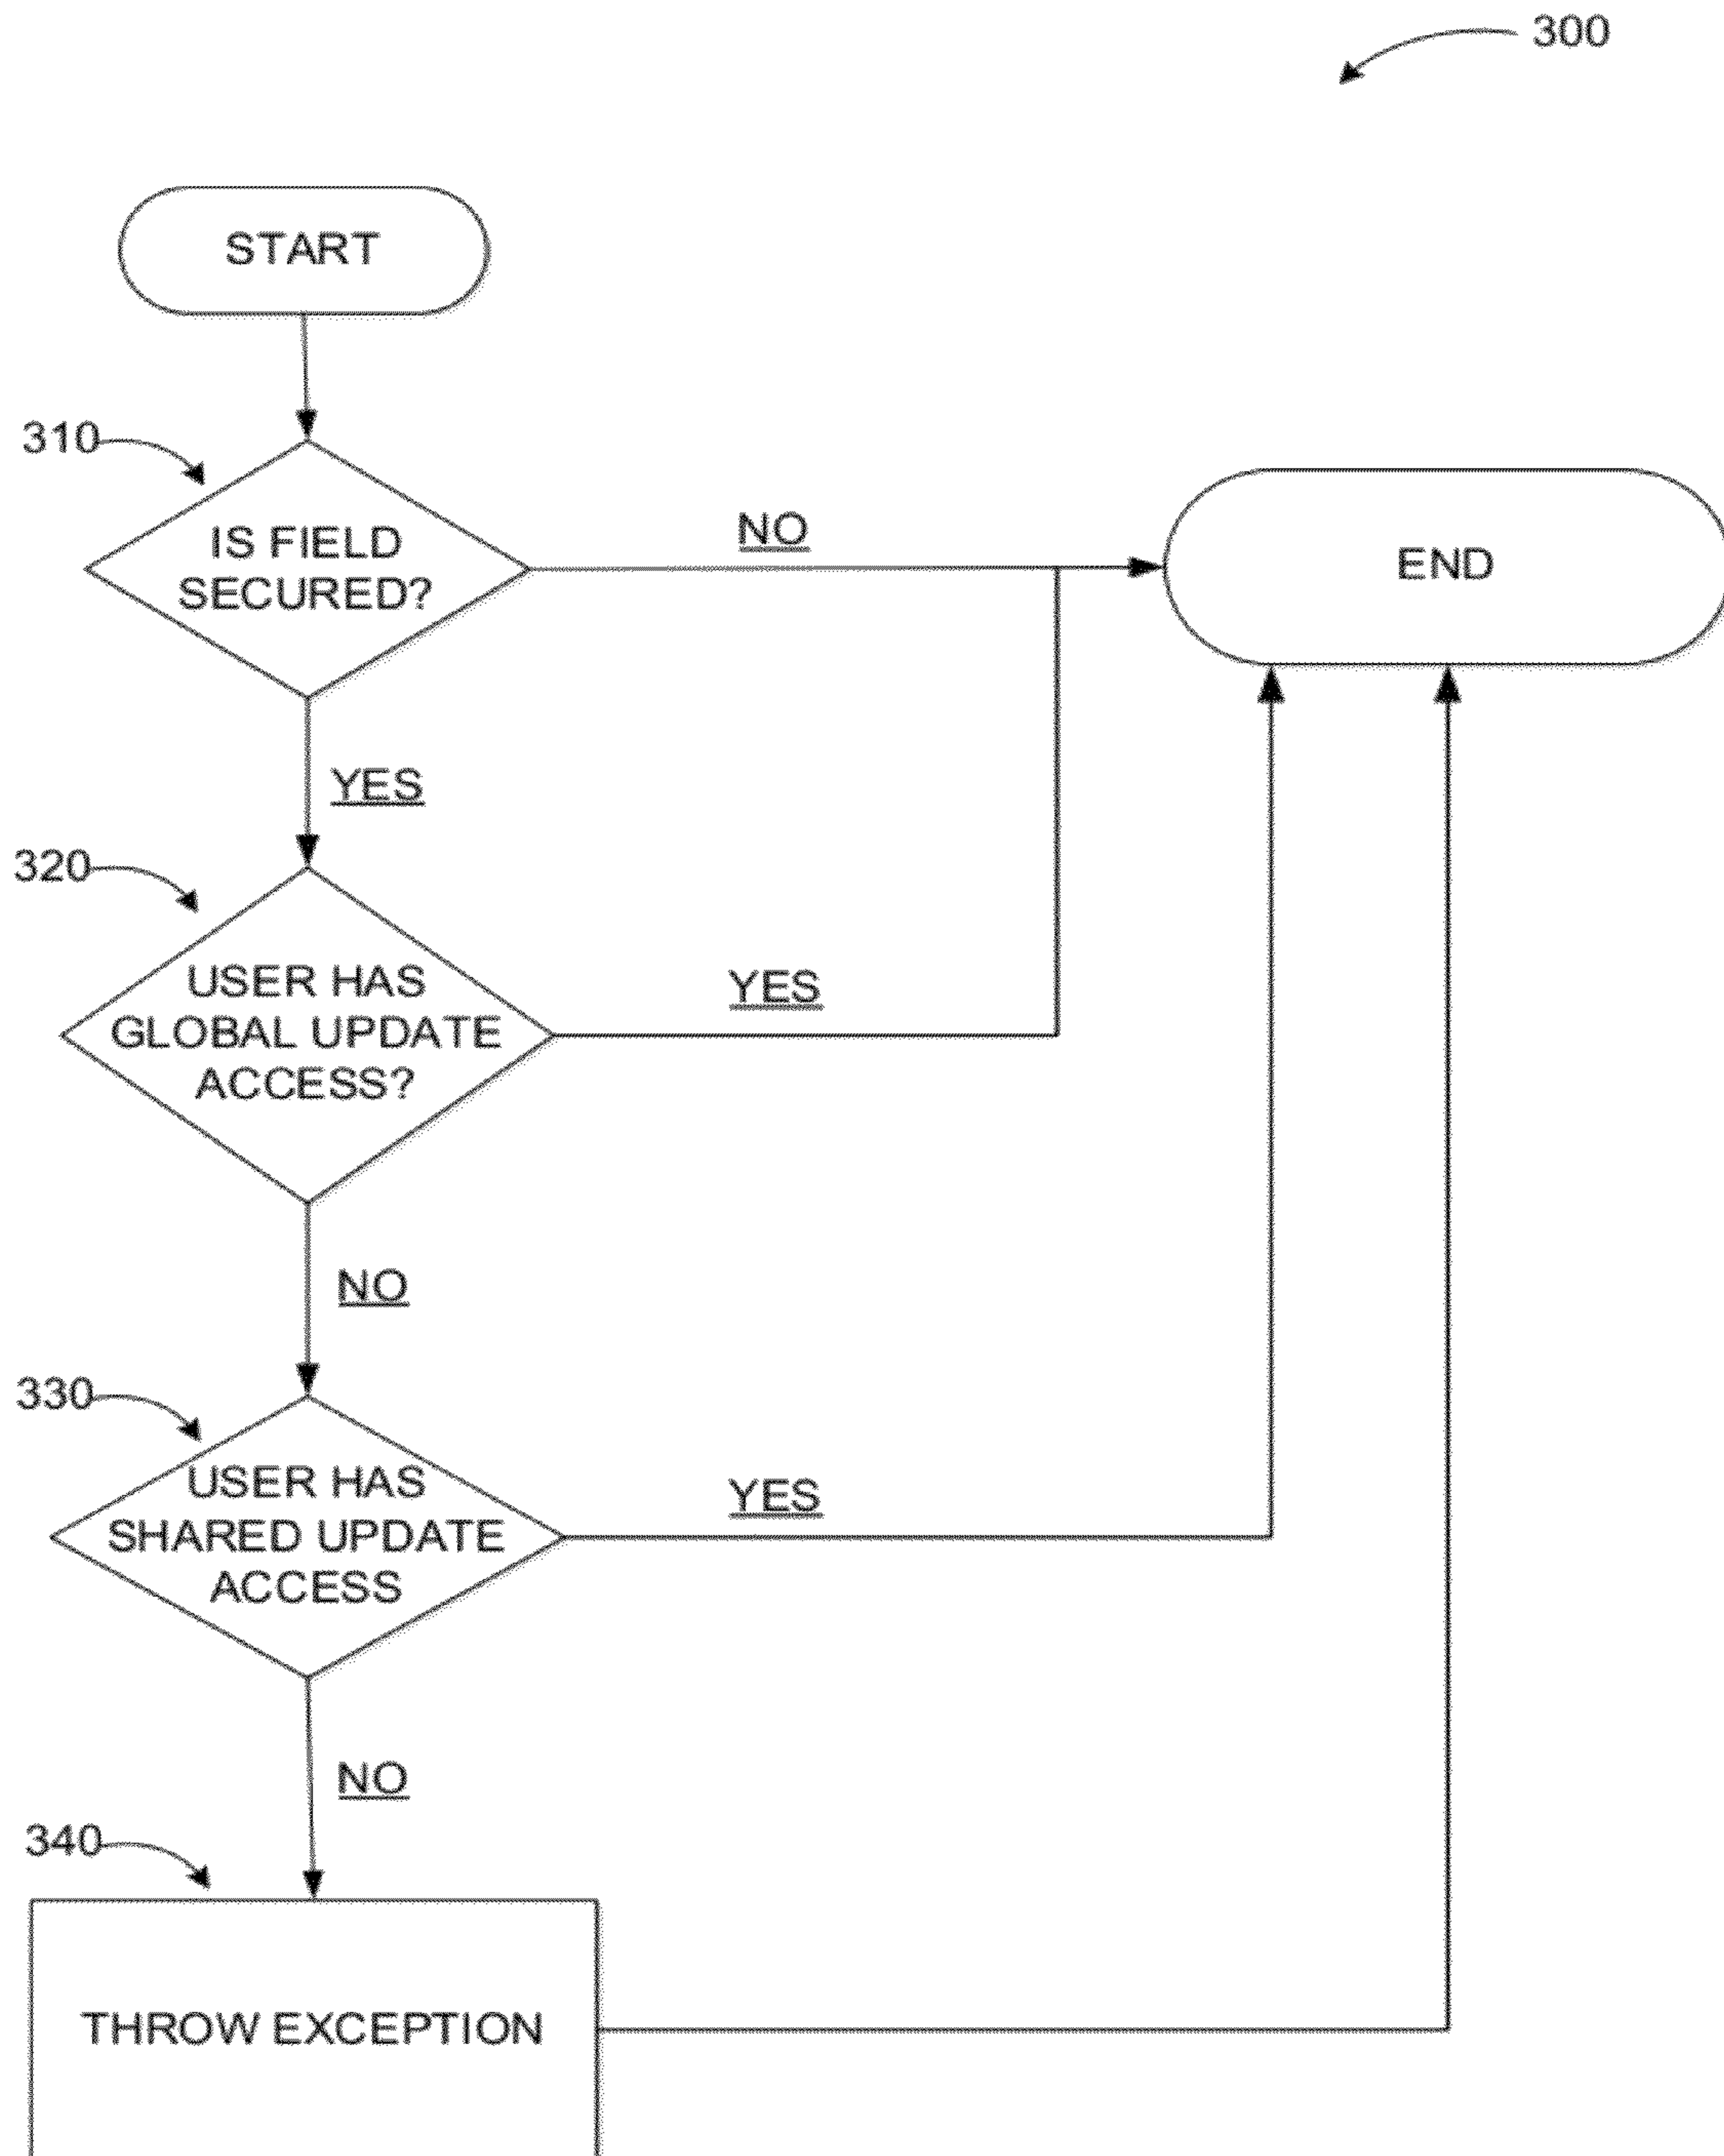 300
START
310
IS FIELD
SECURED?
NO
END
YES
320
USER HAS
GLOBAL UPDATE
ACCESS?
YES
NO
330
USER HAS
SHARED UPDATE
ACCESS
YES
NO
340
THROW EXCEPTION